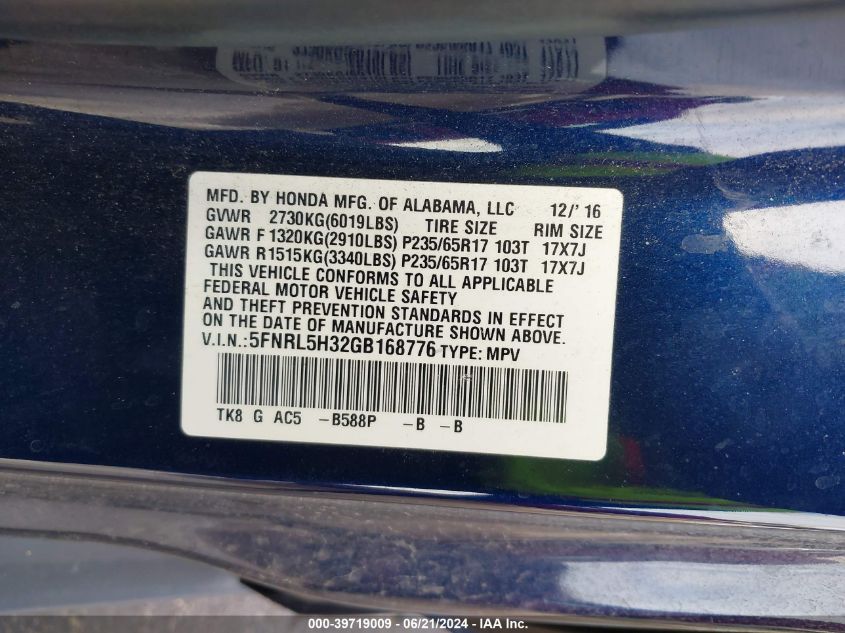 MFD. BY HONDA MFG. OF ALABAMA, LLC 12/' 16
GVWR 2730KG(6019LBS) TIRE SIZE RIM SIZE
GAWR F 1320KG(2910LBS) P235/65R17 103T 17X7J
GAWR R1515KG(3340LBS) P235/65R17 103T 17X7J
THIS VEHICLE CONFORMS TO ALL APPLICABLE
FEDERAL MOTOR VEHICLE SAFETY
AND THEFT PREVENTION STANDARDS IN EFFECT
ON THE DATE OF MANUFACTURE SHOWN ABOVE.
V.I.N.:5FNRL5H32GB168776 TYPE: MPV
TK8 G AC5 -B588P -B -B
000-39719009 - 06/21/2024 - IAAI.com